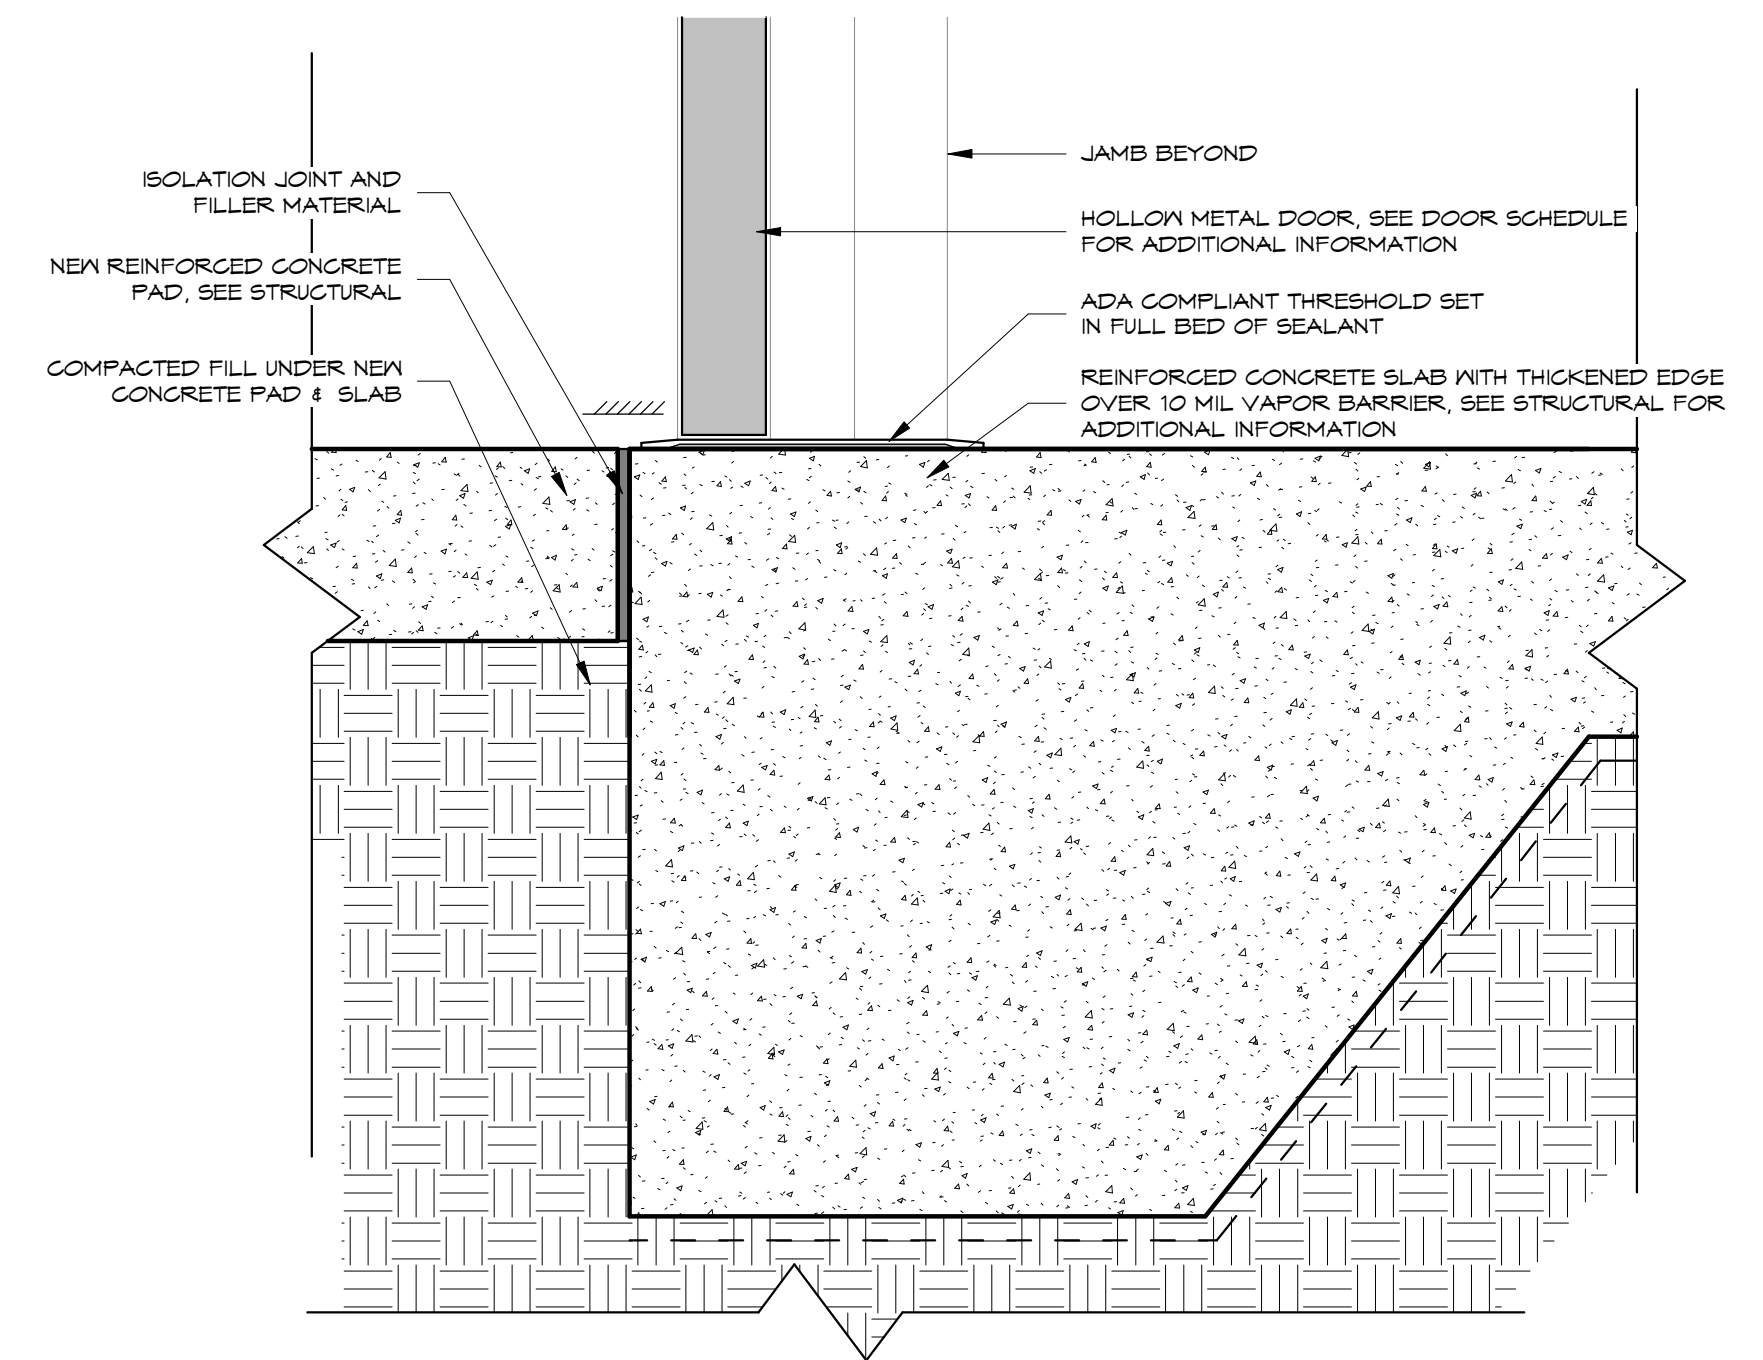 ISOLATION JOINT AND
FILLER MATERIAL
NEW REINFORCED CONCRETE
PAD, SEE STRUCTURAL
COMPACTED FILL UNDER NEW
CONCRETE PAD & SLAB
JAMB BEYOND
HOLLOW METAL DOOR, SEE DOOR SCHEDULE
FOR ADDITIONAL INFORMATION
ADA COMPLIANT THRESHOLD SET
IN FULL BED OF SEALANT
REINFORCED CONCRETE SLAB WITH THICKENED EDGE
OVER 10 MIL VAPOR BARRIER, SEE STRUCTURAL FOR
ADDITIONAL INFORMATION